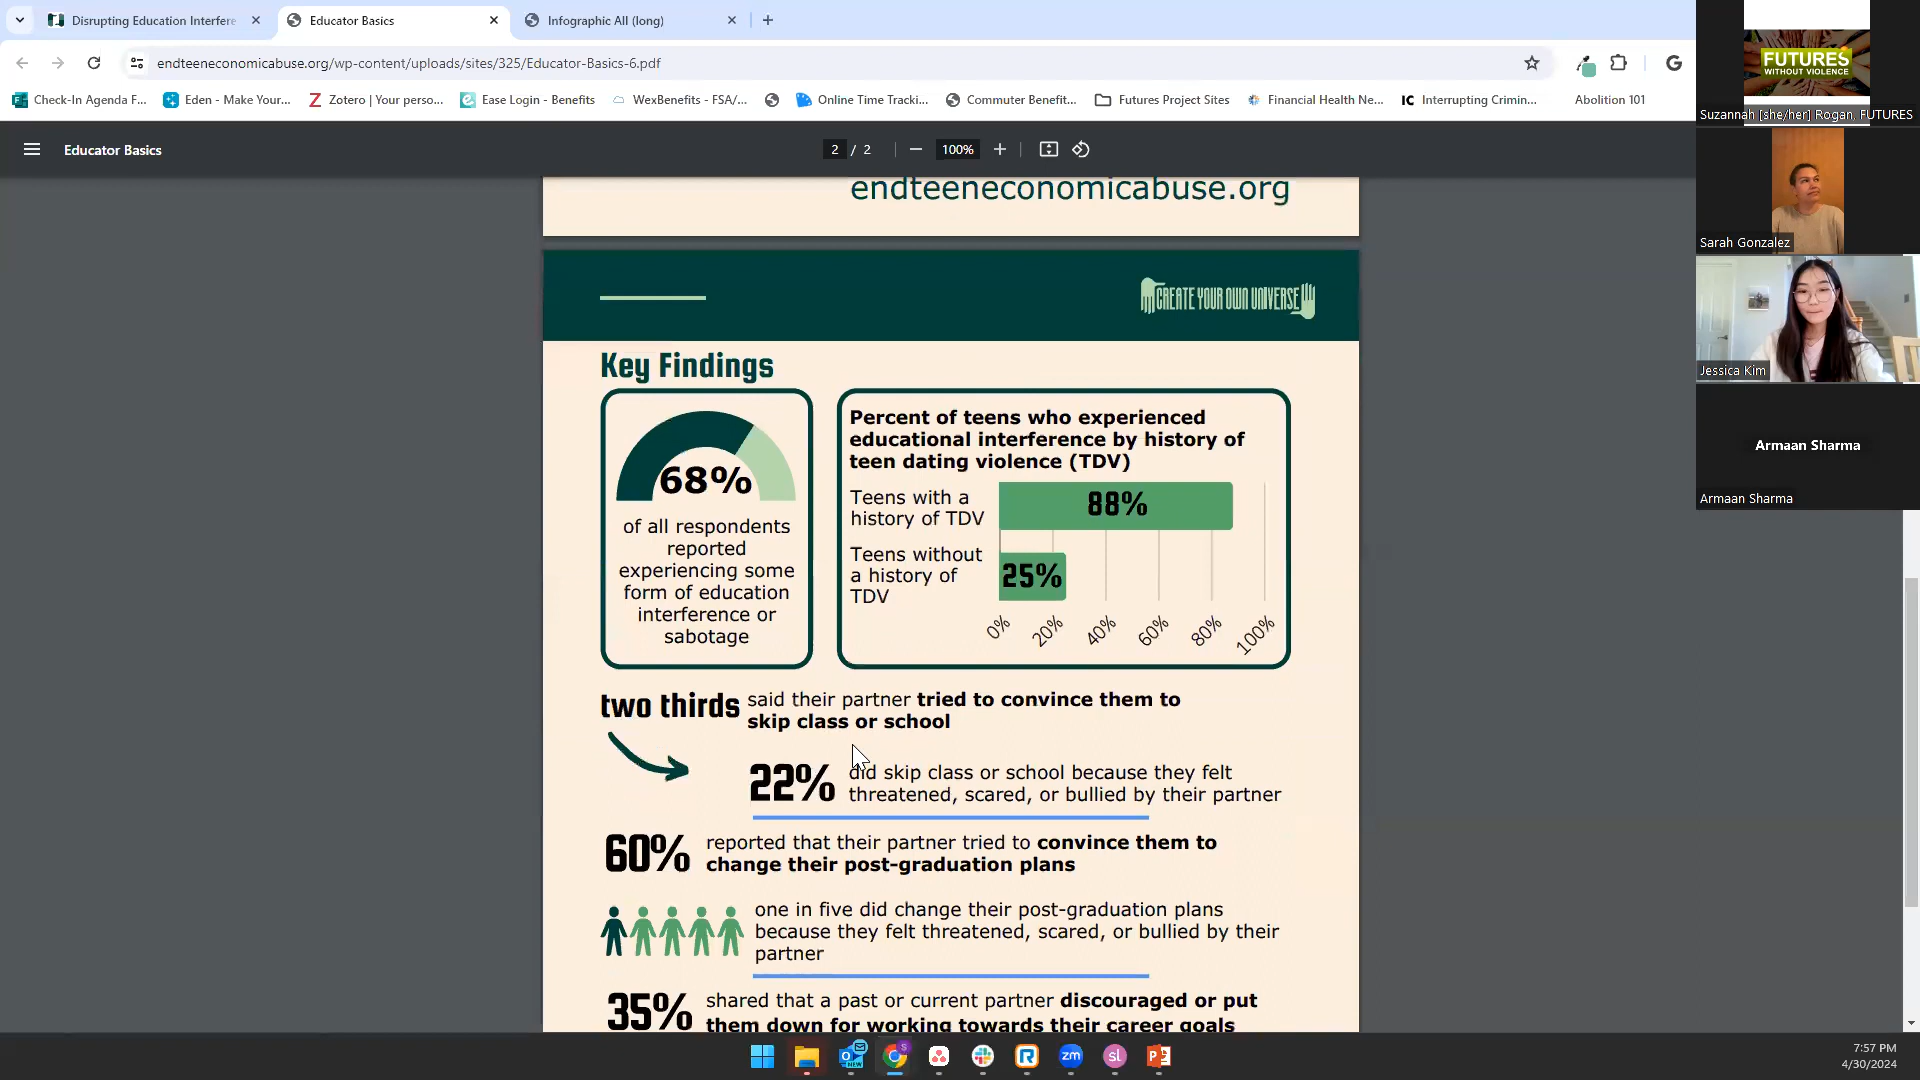 Disrupting Education Interfere
Educator Basics
Infographic All (long)
endteeneconomicabuse.org/wp-content/uploads/sites/325/Educator-Basics-6.pdf
Check-In Agenda F...
Eden - Make Your...
Zotero | Your perso...
Ease Login - Benefits
WexBenefits - FSA/...
Online Time Tracki...
Commuter Benefit...
Futures Project Sites
Financial Health Ne...
IC Interrupting Crimin...
Abolition 101
Educator Basics
2 / 2
100%
endteeneconomicabuse.org
CREATE YOUR OWN UNIVERSE
Key Findings
68%
of all respondents
reported
experiencing some
form of education
interference or
sabotage
Percent of teens who experienced
educational interference by history of
teen dating violence (TDV)
Teens with a
history of TDV
88%
Teens without
a history of
TDV
25%
0% 20% 40% 60% 80% 100%
two thirds said their partner tried to convince them to
skip class or school
22% did skip class or school because they felt
threatened, scared, or bullied by their partner
60% reported that their partner tried to convince them to
change their post-graduation plans
one in five did change their post-graduation plans
because they felt threatened, scared, or bullied by their
partner
35% shared that a past or current partner discouraged or put
them down for working towards their career goals
FUTURES
WITHOUT VIOLENCE
Suzannah [she/her] Rogan, FUTURES
Sarah Gonzalez
Jessica Kim
Armaan Sharma
Armaan Sharma
NEW
zm
sl
7:57 PM
4/30/2024